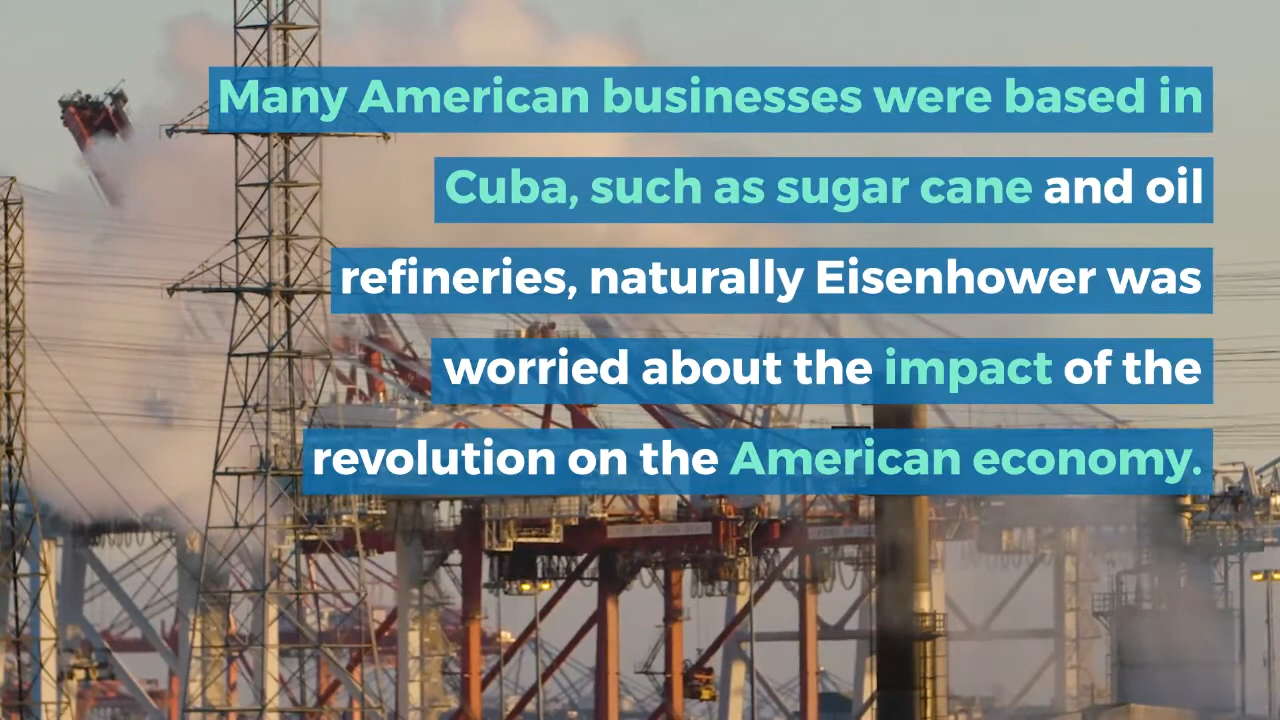 Many American businesses were based in
Cuba, such as sugar cane and oil
refineries, naturally Eisenhower was
worried about the impact of the
revolution on the American economy.